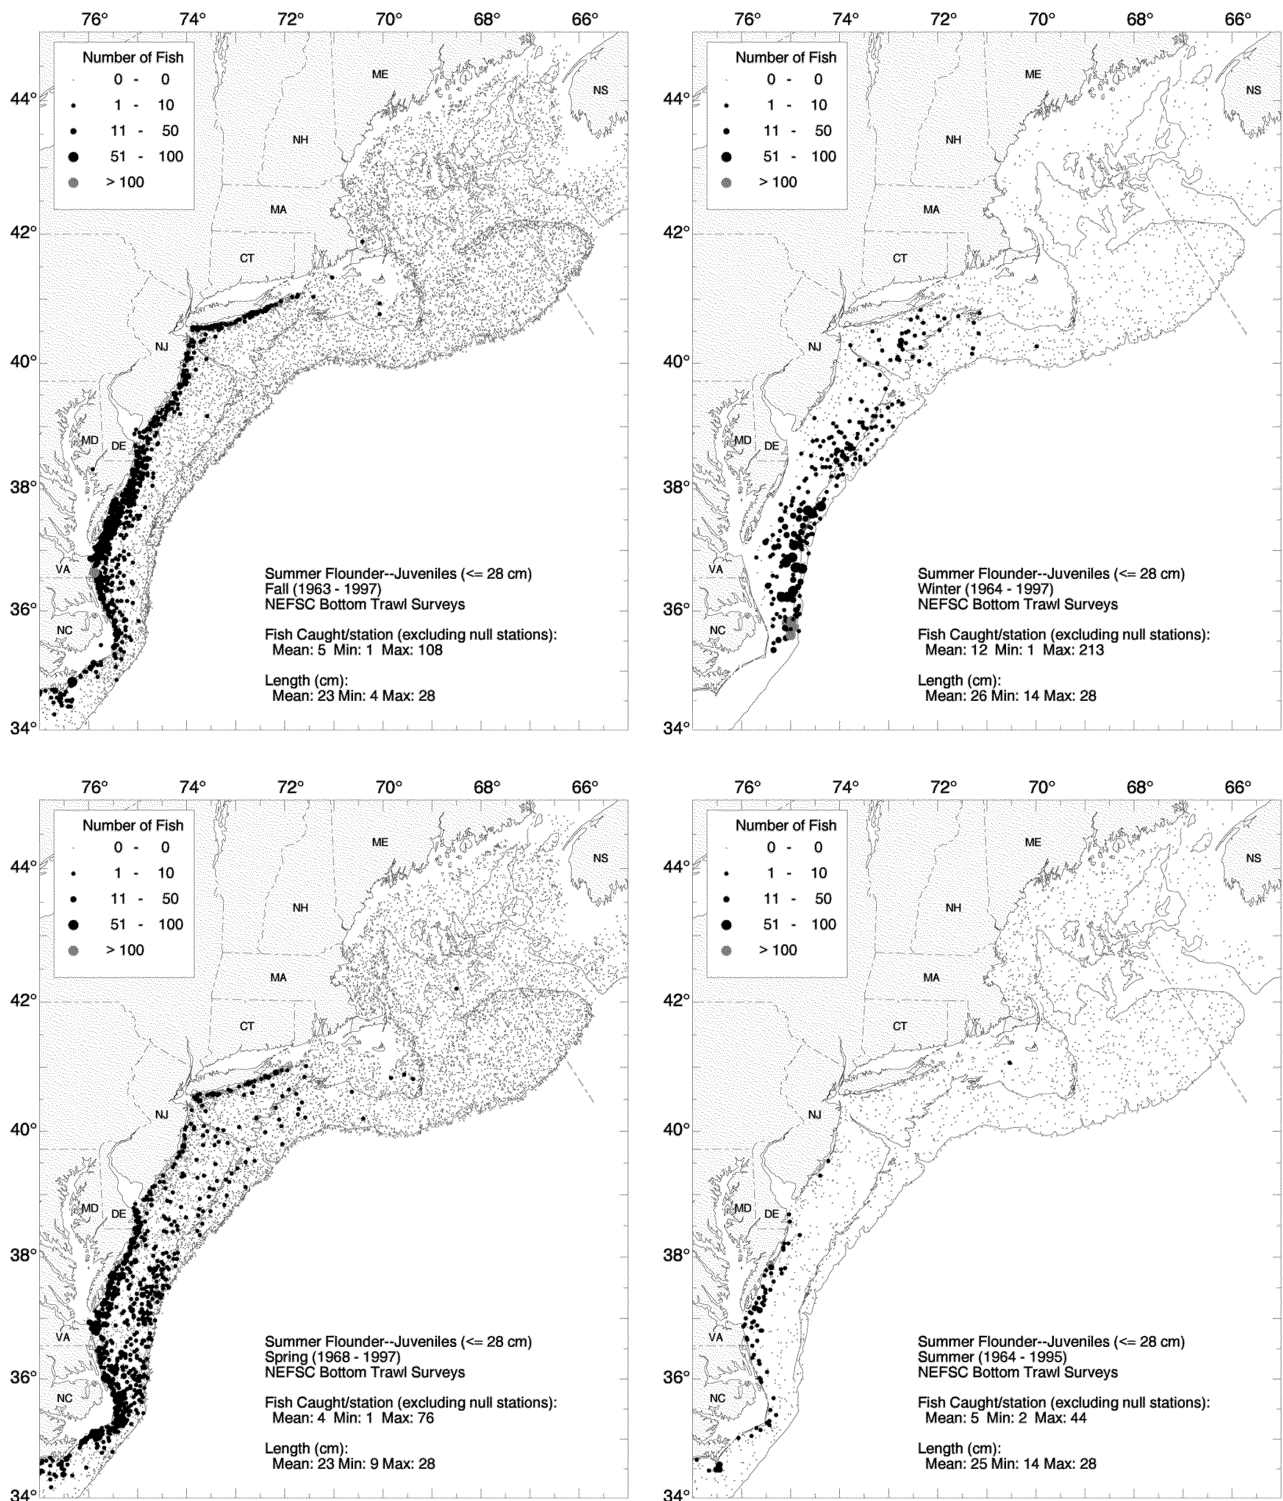 76° 74° 72° 70° 68° 66°
Number of Fish
0 - 0
1 - 10
11 - 50
51 - 100
> 100
44°
42°
40°
38°
36°
34°
ME
NS
NH
MA
CT
NJ
MD
DE
VA
NC
Summer Flounder--Juveniles (<= 28 cm)
Fall (1963 - 1997)
NEFSC Bottom Trawl Surveys
Fish Caught/station (excluding null stations):
Mean: 5 Min: 1 Max: 108
Length (cm):
Mean: 23 Min: 4 Max: 28
76° 74° 72° 70° 68° 66°
Number of Fish
0 - 0
1 - 10
11 - 50
51 - 100
> 100
44°
42°
40°
38°
36°
34°
ME
NS
NH
MA
CT
NJ
MD
DE
VA
NC
Summer Flounder--Juveniles (<= 28 cm)
Winter (1964 - 1997)
NEFSC Bottom Trawl Surveys
Fish Caught/station (excluding null stations):
Mean: 12 Min: 1 Max: 213
Length (cm):
Mean: 26 Min: 14 Max: 28
76° 74° 72° 70° 68° 66°
Number of Fish
0 - 0
1 - 10
11 - 50
51 - 100
> 100
44°
42°
40°
38°
36°
34°
ME
NS
NH
MA
CT
NJ
MD
DE
VA
NC
Summer Flounder--Juveniles (<= 28 cm)
Spring (1968 - 1997)
NEFSC Bottom Trawl Surveys
Fish Caught/station (excluding null stations):
Mean: 4 Min: 1 Max: 76
Length (cm):
Mean: 23 Min: 9 Max: 28
76° 74° 72° 70° 68° 66°
Number of Fish
0 - 0
1 - 10
11 - 50
51 - 100
> 100
44°
42°
40°
38°
36°
34°
ME
NS
NH
MA
CT
NJ
MD
DE
VA
NC
Summer Flounder--Juveniles (<= 28 cm)
Summer (1964 - 1995)
NEFSC Bottom Trawl Surveys
Fish Caught/station (excluding null stations):
Mean: 5 Min: 2 Max: 44
Length (cm):
Mean: 25 Min: 14 Max: 28